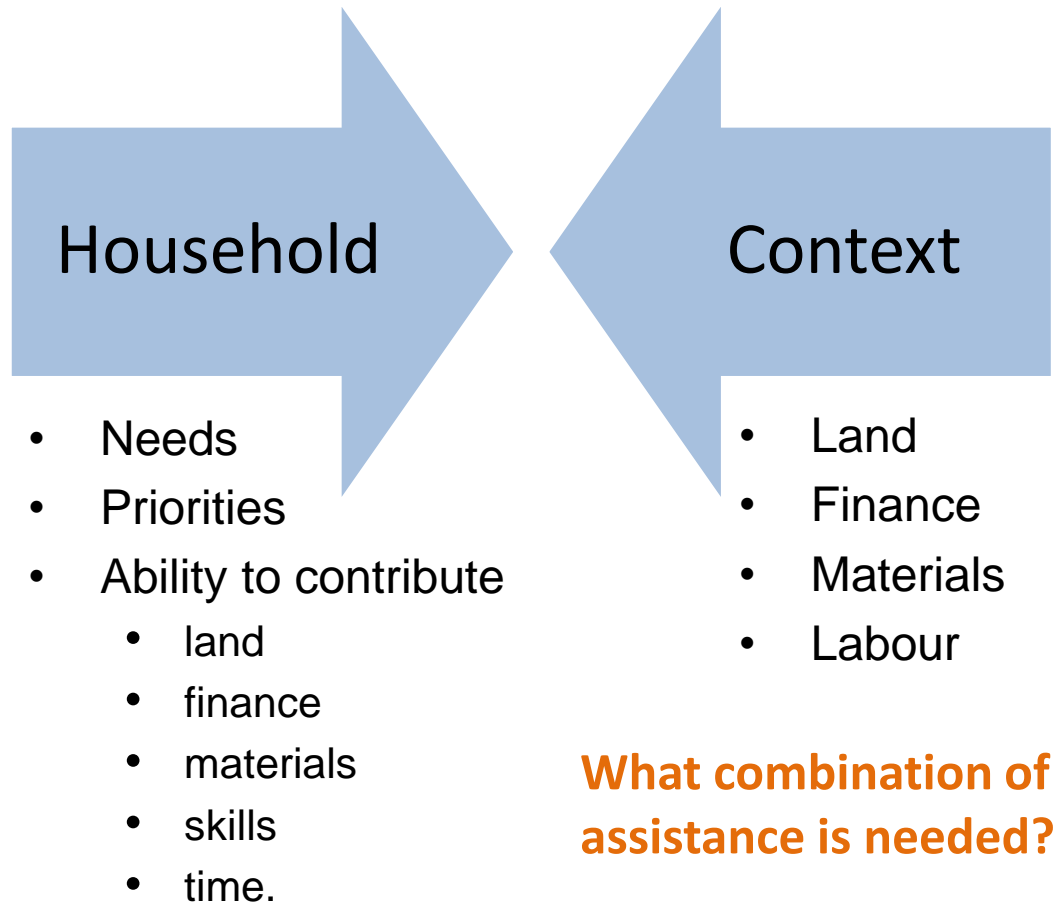 Household
• Needs
• Priorities
• Ability to contribute
• land
• finance
• materials
• skills
• time.
Context
• Land
• Finance
• Materials
• Labour
What combination of
assistance is needed?